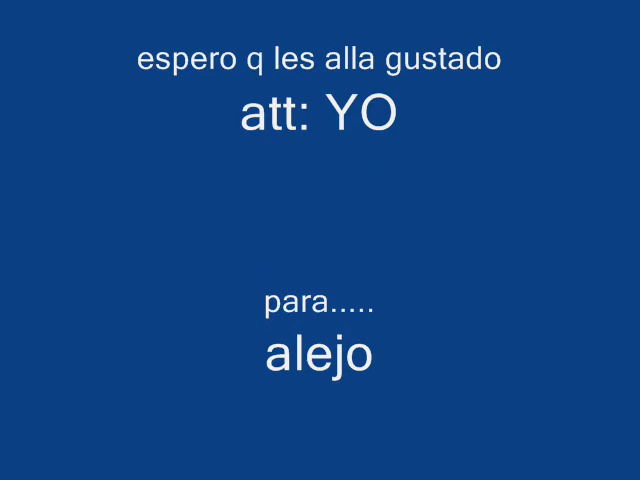 espero q les alla gustado
att: YO
para.....
alejo